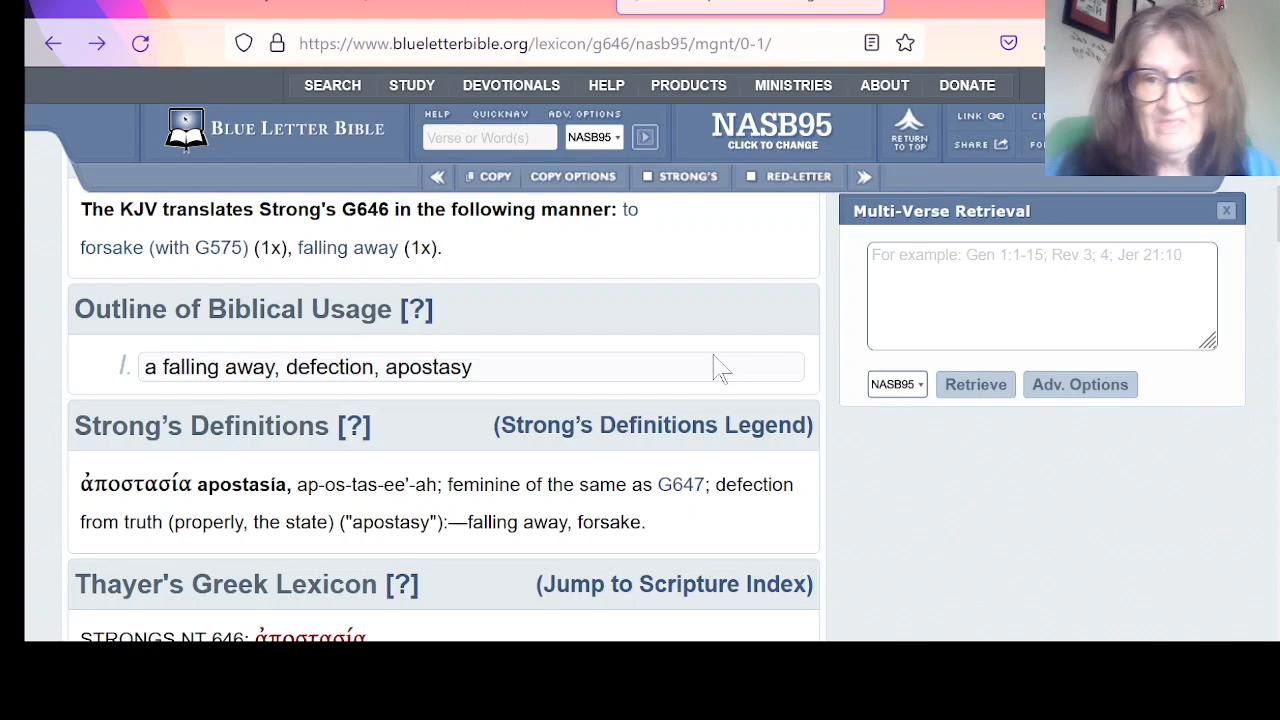 https://www.blueletterbible.org/lexicon/g646/nasb95/mgnt/0-1/
SEARCH STUDY DEVOTIONALS HELP PRODUCTS MINISTRIES ABOUT DONATE
BLUE LETTER BIBLE
HELP QUICKNAV ADV. OPTIONS
Verse or Word(s) NASB95
NASB95
CLICK TO CHANGE
RETURN
TO TOP
LINK
SHARE
COPY COPY OPTIONS STRONG'S RED-LETTER
The KJV translates Strong's G646 in the following manner: to
forsake (with G575) (1x), falling away (1x).
Outline of Biblical Usage [?]
I. a falling away, defection, apostasy
Strong’s Definitions [?] (Strong’s Definitions Legend)
ἀποστασία apostasía, ap-os-tas-ee'-ah; feminine of the same as G647; defection
from truth (properly, the state) ("apostasy"):—falling away, forsake.
Thayer's Greek Lexicon [?] (Jump to Scripture Index)
STRONGS NT 646: ἀποστασία
Multi-Verse Retrieval X
For example: Gen 1:1-15; Rev 3; 4; Jer 21:10
NASB95 Retrieve Adv. Options